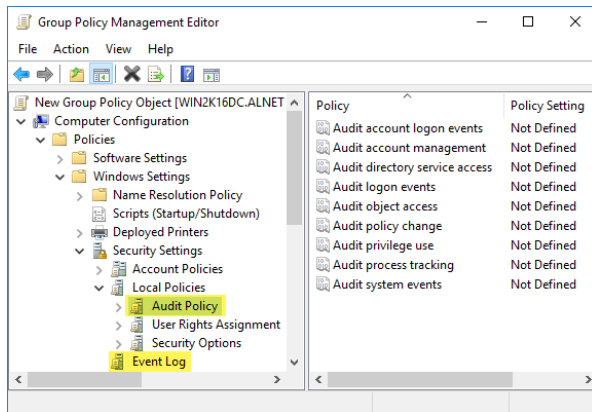 Group Policy Management Editor
File Action View Help
New Group Policy Object [WIN2K16DC.ALNET
Computer Configuration
Policies
Software Settings
Windows Settings
Name Resolution Policy
Scripts (Startup/Shutdown)
Deployed Printers
Security Settings
Account Policies
Local Policies
Audit Policy
User Rights Assignment
Security Options
Event Log
Policy Policy Setting
Audit account logon events Not Defined
Audit account management Not Defined
Audit directory service access Not Defined
Audit logon events Not Defined
Audit object access Not Defined
Audit policy change Not Defined
Audit privilege use Not Defined
Audit process tracking Not Defined
Audit system events Not Defined